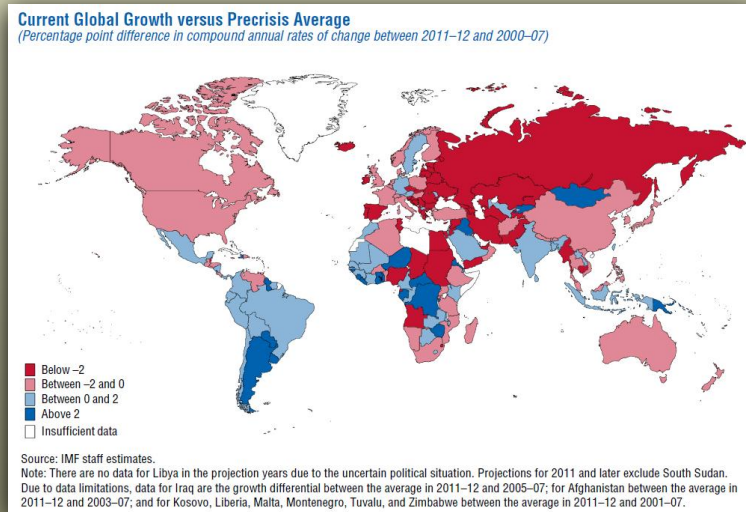 Current Global Growth versus Precrisis Average
(Percentage point difference in compound annual rates of change between 2011–12 and 2000–07)
Below –2
Between –2 and 0
Between 0 and 2
Above 2
Insufficient data
Source: IMF staff estimates.
Note: There are no data for Libya in the projection years due to the uncertain political situation. Projections for 2011 and later exclude South Sudan.
Due to data limitations, data for Iraq are the growth differential between the average in 2011–12 and 2005–07; for Afghanistan between the average in
2011–12 and 2003–07; and for Kosovo, Liberia, Malta, Montenegro, Tuvalu, and Zimbabwe between the average in 2011–12 and 2001–07.